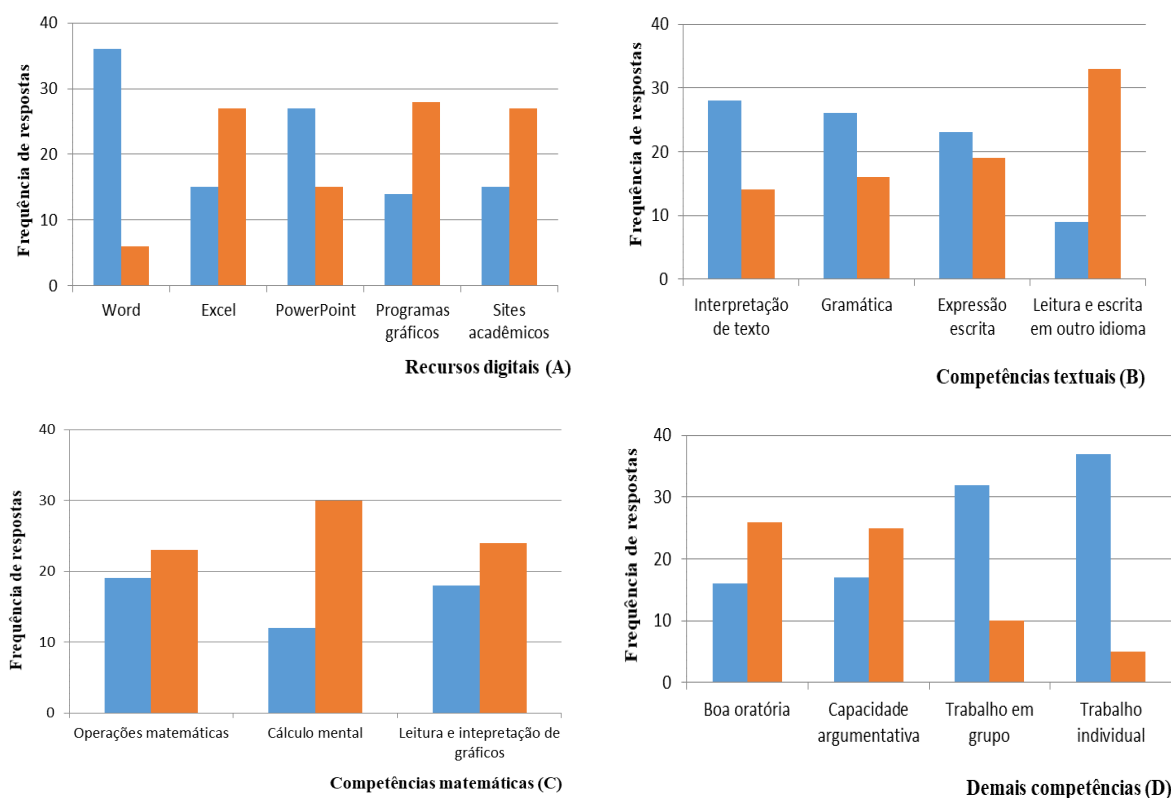 Frequência de respostas
40
30
20
10
0
Word
Excel
PowerPoint
Programas
gráficos
Sites
acadêmicos
Recursos digitais (A)
Frequência de respostas
40
30
20
10
0
Interpretação
de texto
Gramática
Expressão
escrita
Leitura e escrita
em outro idioma
Competências textuais (B)
Frequência de respostas
40
30
20
10
0
Operações matemáticas
Cálculo mental
Leitura e intepretação de
gráficos
Competências matemáticas (C)
Frequência de respostas
40
30
20
10
0
Boa oratória
Capacidade
argumentativa
Trabalho em
grupo
Trabalho
individual
Demais competências (D)